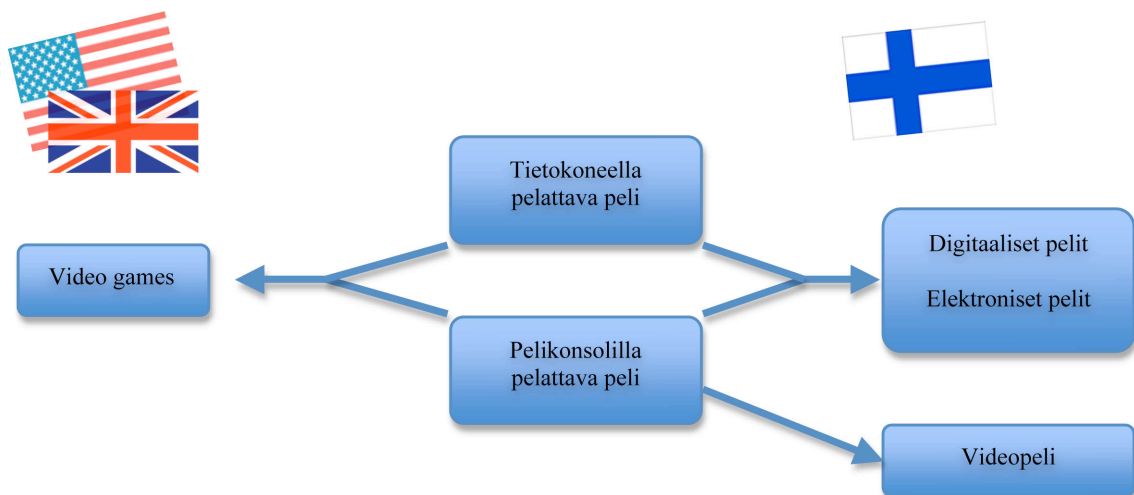 Tietokoneella
pelattava peli
Video games
Digitaaliset pelit
Elektroniset pelit
Pelikonsolilla
pelattava peli
Videopeli